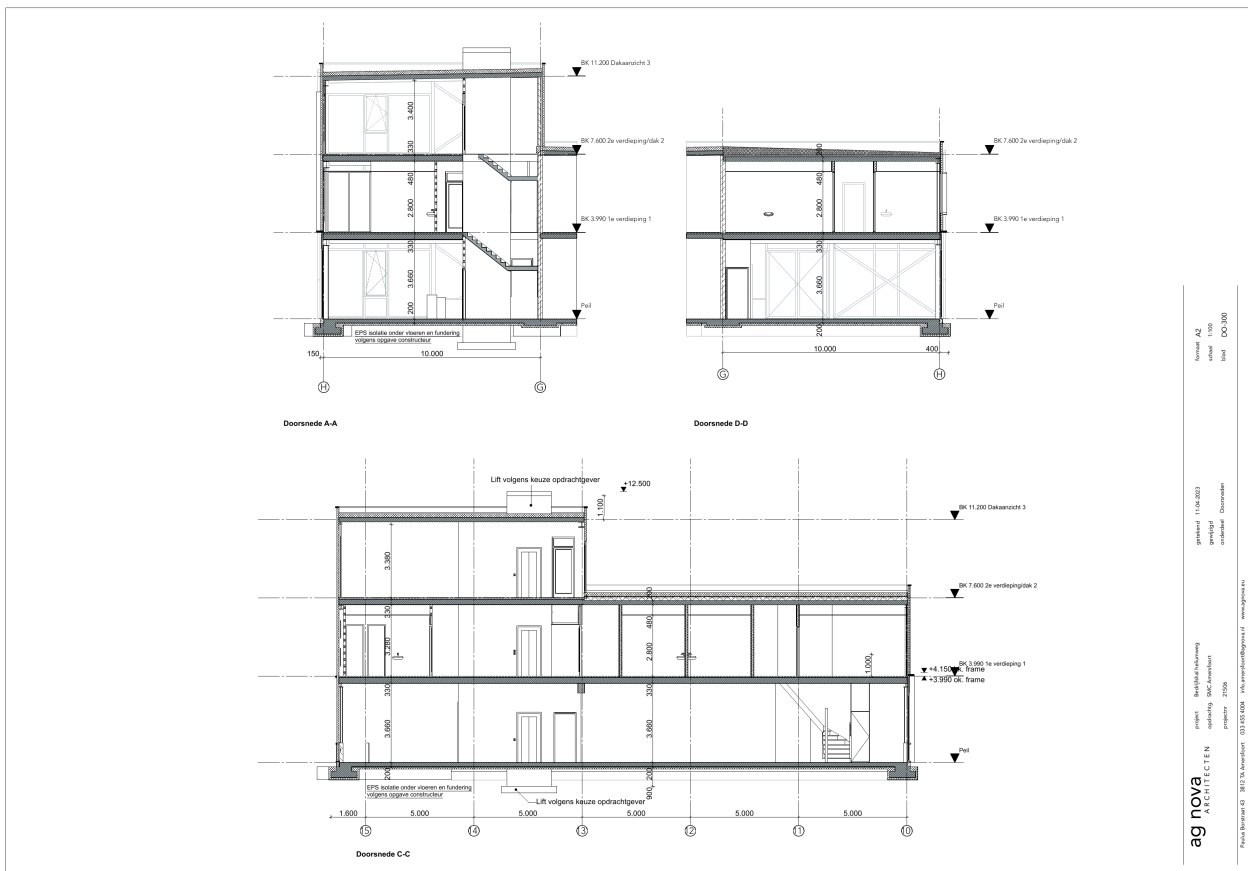 BK 11.200 Dakaanzicht 3
3.400
330
BK 7.600 2e verdieping/dak 2
480
2.800
BK 3.990 1e verdieping 1
330
3.660
200
Peil
EPS isolatie onder vloeren en fundering
volgens opgave constructeur
150
10.000
H
G
Doorsnede A-A
BK 7.600 2e verdieping/dak 2
280
480
2.800
BK 3.990 1e verdieping 1
330
3.660
200
Peil
10.000
400
G
H
Doorsnede D-D
Lift volgens keuze opdrachtgever
+12.500
1.100
BK 11.200 Dakaanzicht 3
3.380
BK 7.600 2e verdieping/dak 2
330
480
3.280
2.800
1.000
BK 3.990 1e verdieping 1
+4.150 ok. frame
+3.990 ok. frame
330
330
3.660
3.660
Peil
200
200
900
EPS isolatie onder vloeren en fundering
volgens opgave constructeur
Lift volgens keuze opdrachtgever
1.600
5.000
5.000
5.000
5.000
5.000
15
14
13
12
11
10
Doorsnede C-C
ag nova
ARCHITECTEN
project Bedrijfshal heliumweg
opdrachtg. SMC Amersfoort
projectnr 21506
getekend 11-04-2023
gewijzigd
onderdeel Doorsneden
formaat A2
schaal 1:100
blad DO-300
Paulus Borstraat 43 3812 TA Amersfoort 033 455 4004 info.amersfoort@agnova.nl www.agnova.eu